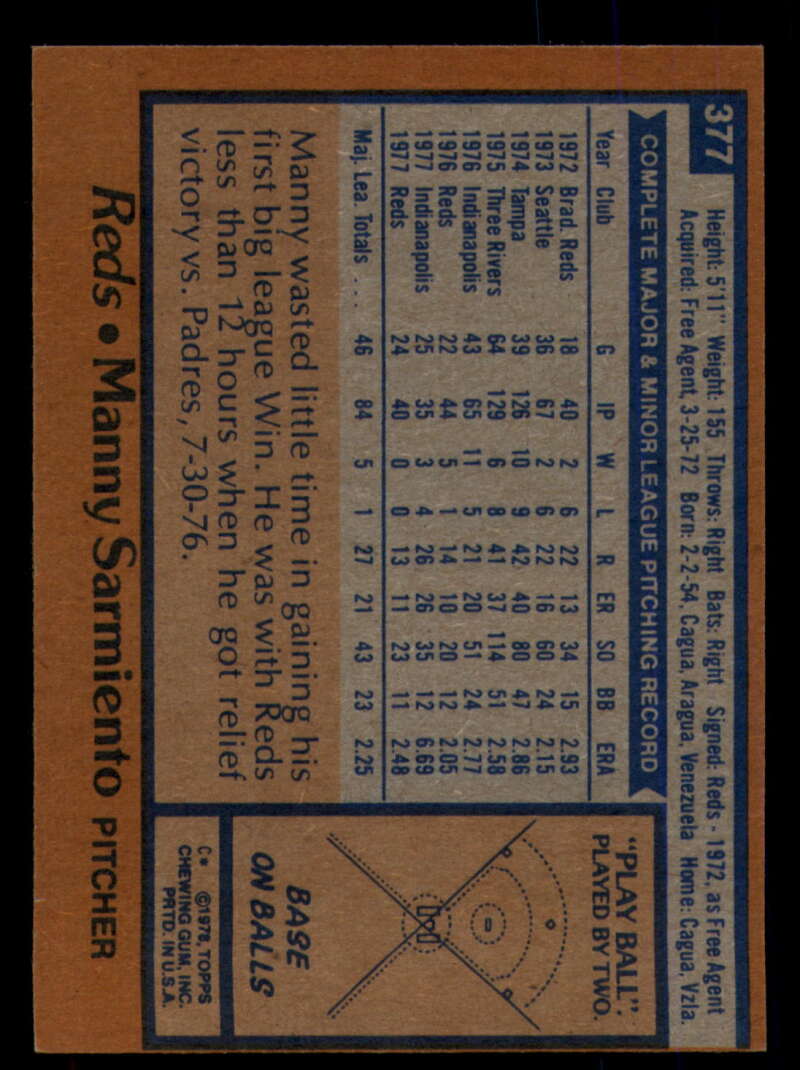 377
Height: 5'11" Weight: 155 Throws: Right Bats: Right Signed: Reds - 1972, as Free Agent
Acquired: Free Agent, 3-25-72 Born: 2-2-54, Cagua, Aragua, Venezuela Home: Cagua, Vzla.
COMPLETE MAJOR & MINOR LEAGUE PITCHING RECORD
Year Club G IP W L R ER SO BB ERA
1972 Brad. Reds 18 40 2 6 22 13 34 15 2.93
1973 Seattle 36 67 2 6 22 16 60 24 2.15
1974 Tampa 39 126 10 9 42 40 80 47 2.86
1975 Three Rivers 64 129 6 8 41 37 114 51 2.58
1976 Indianapolis 43 65 11 5 21 20 51 24 2.77
1976 Reds 22 44 5 1 14 10 20 12 2.05
1977 Indianapolis 25 35 3 4 26 26 35 12 6.69
1977 Reds 24 40 0 0 13 11 23 11 2.48
Maj. Lea. Totals . . . 46 84 5 1 27 21 43 23 2.25
Manny wasted little time in gaining his
first big league Win. He was with Reds
less than 12 hours when he got relief
victory vs. Padres, 7-30-76.
"PLAY BALL":
PLAYED BY TWO.
BASE
ON BALLS
C* ©1978, TOPPS
CHEWING GUM, INC.
PRTD. IN U.S.A.
Reds • Manny Sarmiento PITCHER